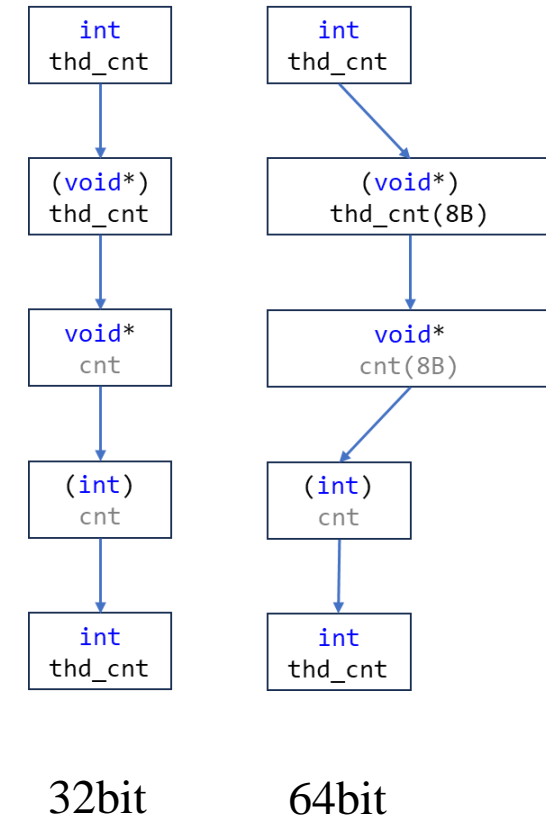 int
thd_cnt
(void*)
thd_cnt
void*
cnt
(int)
cnt
int
thd_cnt
32bit
int
thd_cnt
(void*)
thd_cnt(8B)
void*
cnt(8B)
(int)
cnt
int
thd_cnt
64bit